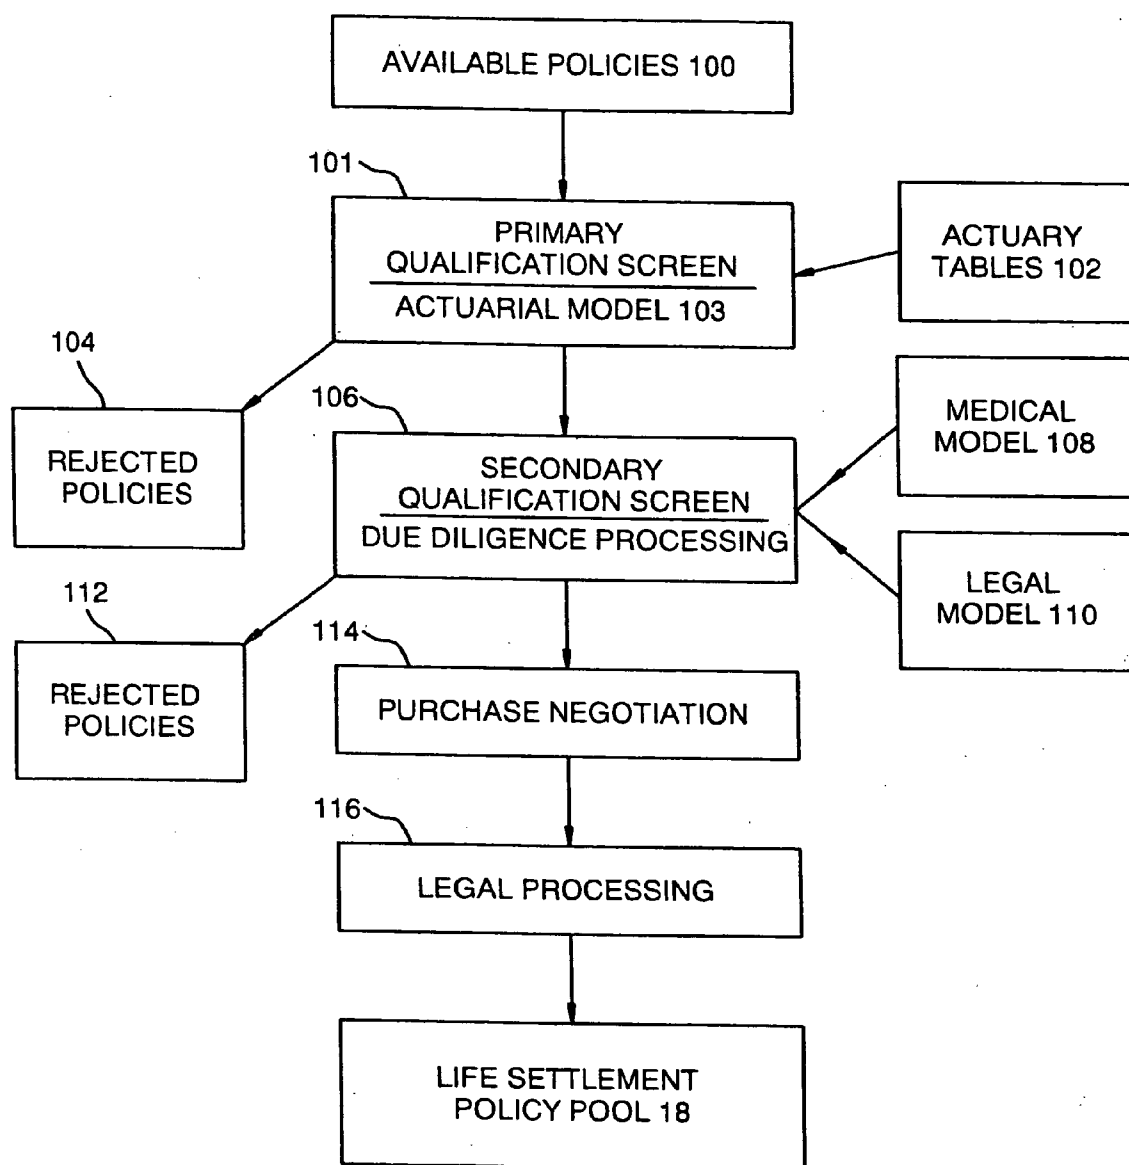 AVAILABLE POLICIES 100
101
PRIMARY
QUALIFICATION SCREEN
ACTUARIAL MODEL 103
ACTUARY
TABLES 102
104
REJECTED
POLICIES
106
SECONDARY
QUALIFICATION SCREEN
DUE DILIGENCE PROCESSING
MEDICAL
MODEL 108
LEGAL
MODEL 110
112
REJECTED
POLICIES
114
PURCHASE NEGOTIATION
116
LEGAL PROCESSING
LIFE SETTLEMENT
POLICY POOL 18